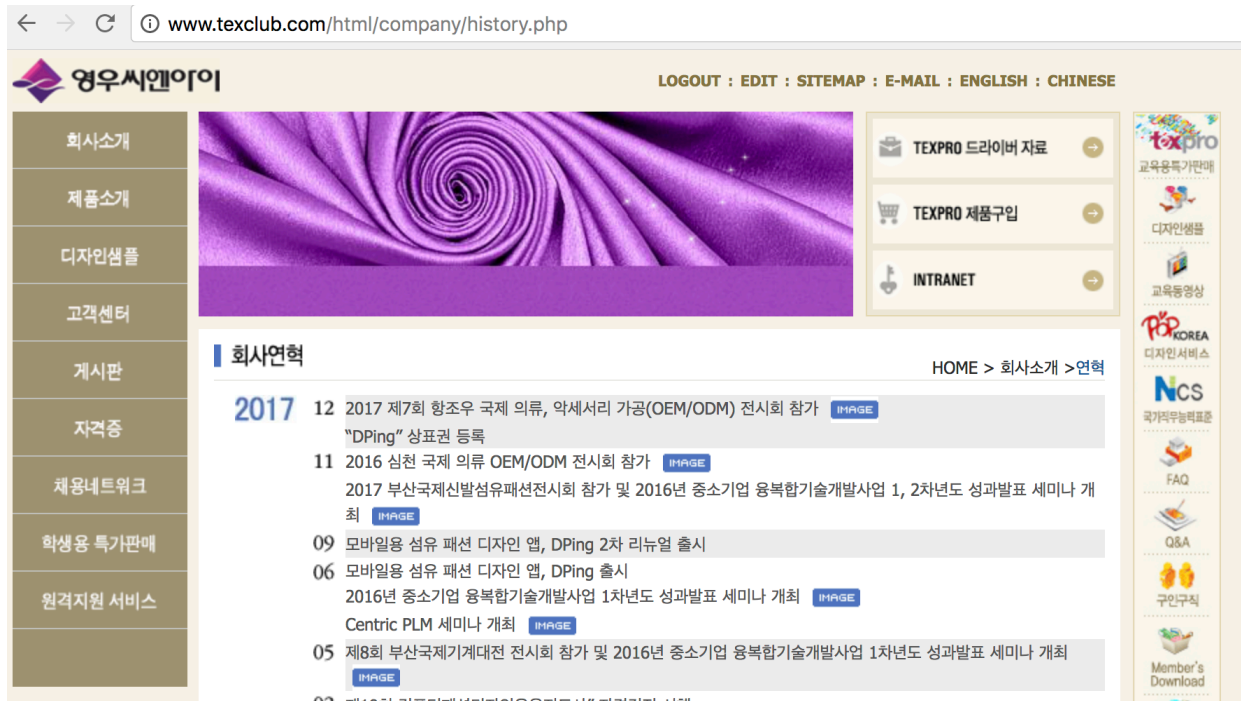 www.texclub.com/html/company/history.php
영우씨앤아이
LOGOUT : EDIT : SITEMAP : E-MAIL : ENGLISH : CHINESE
회사소개
제품소개
디자인샘플
고객센터
게시판
자격증
채용네트워크
학생용 특가판매
원격지원 서비스
TEXPRO 드라이버 자료
TEXPRO 제품구입
INTRANET
회사연혁
HOME > 회사소개 >연혁
2017
12 2017 제7회 항조우 국제 의류, 악세서리 가공(OEM/ODM) 전시회 참가 IMAGE
“DPing” 상표권 등록
11 2016 심천 국제 의류 OEM/ODM 전시회 참가 IMAGE
2017 부산국제신발섬유패션전시회 참가 및 2016년 중소기업 융복합기술개발사업 1, 2차년도 성과발표 세미나 개
최 IMAGE
09 모바일용 섬유 패션 디자인 앱, DPing 2차 리뉴얼 출시
06 모바일용 섬유 패션 디자인 앱, DPing 출시
2016년 중소기업 융복합기술개발사업 1차년도 성과발표 세미나 개최 IMAGE
Centric PLM 세미나 개최 IMAGE
05 제8회 부산국제기계대전 전시회 참가 및 2016년 중소기업 융복합기술개발사업 1차년도 성과발표 세미나 개최
IMAGE
texpro
교육용특가판매
디자인샘플
교육동영상
POP KOREA
디자인서비스
NCS
국가직무능력표준
FAQ
Q&A
구인구직
Member's
Download